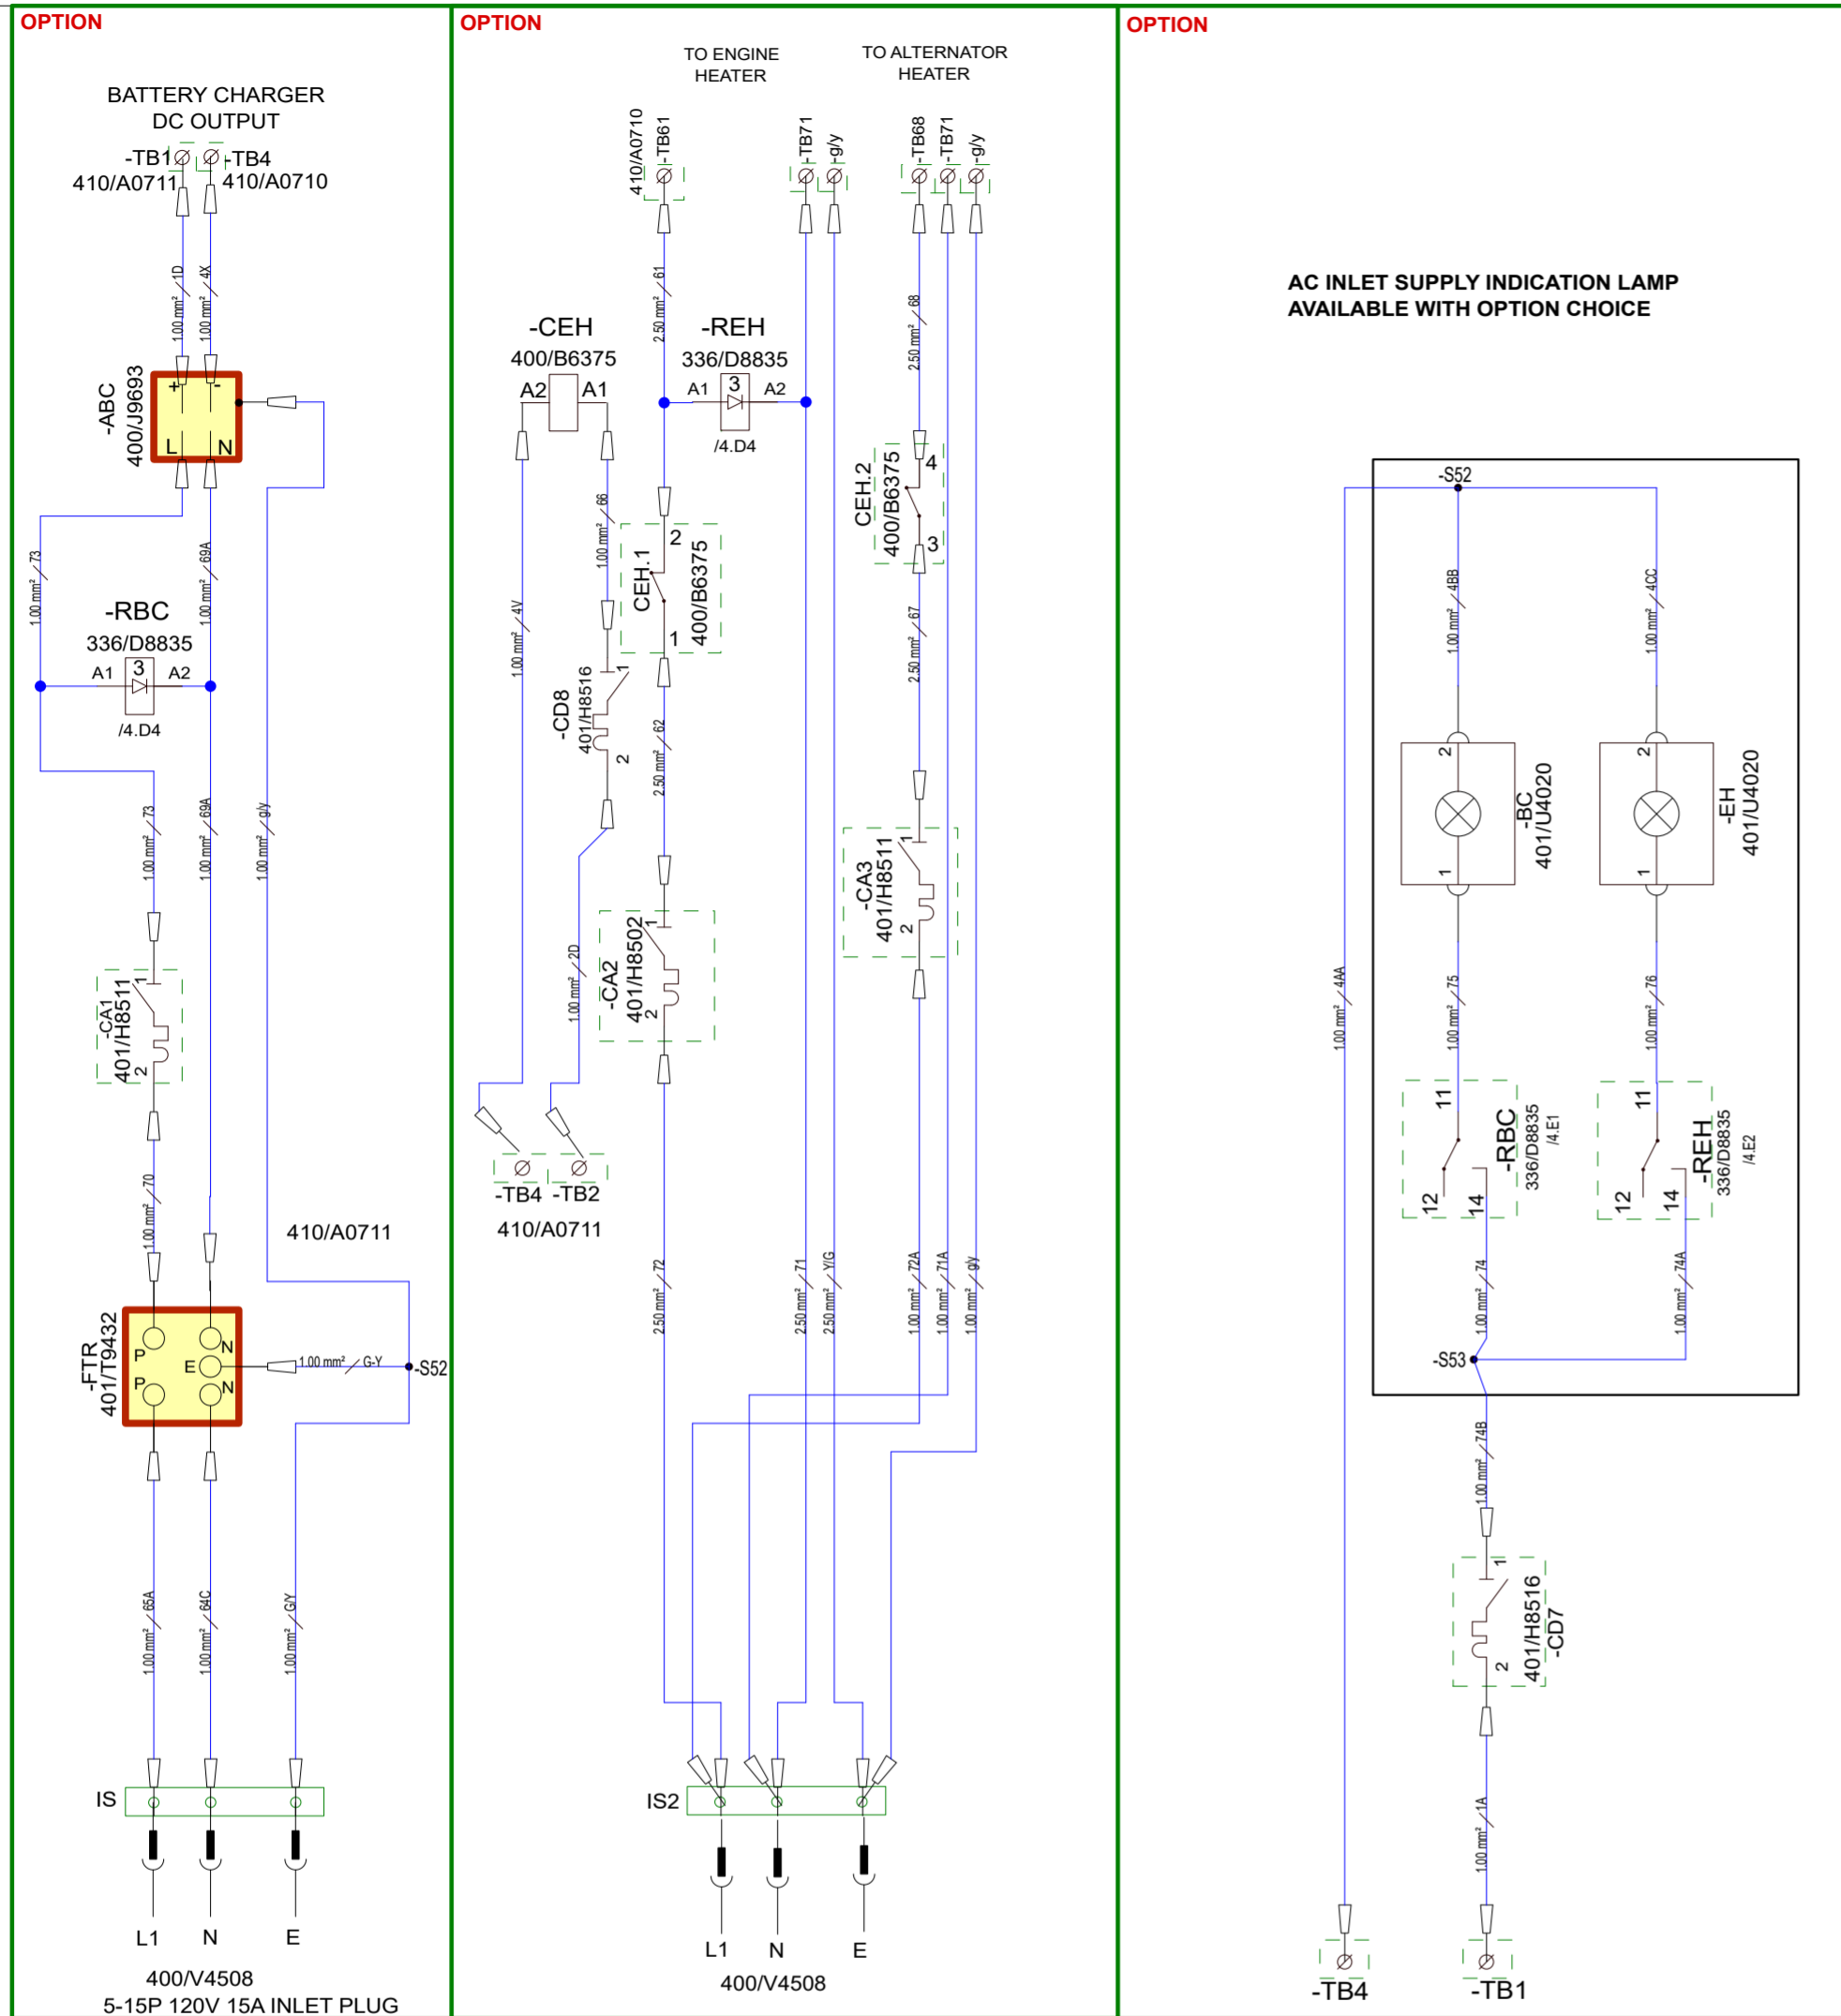 OPTION
BATTERY CHARGER
DC OUTPUT
-TB1
-TB4
410/A0711
410/A0710
1.00 mm² 1D
1.00 mm² 4X
-ABC
400/J9693
+
-
L
N
1.00 mm² 73
1.00 mm² 69A
-RBC
336/D8835
A1
3
A2
/4.D4
1.00 mm² 73
1.00 mm² 69A
1.00 mm² g/y
-CA1
401/H8511
1
2
1.00 mm² 70
410/A0711
-FTR
401/T9432
P
N
E
P
N
1.00 mm² G-Y
-S52
1.00 mm² 65A
1.00 mm² 64C
1.00 mm² G/Y
IS
L1
N
E
400/V4508
5-15P 120V 15A INLET PLUG
OPTION
TO ENGINE
HEATER
TO ALTERNATOR
HEATER
410/A0710
-TB61
-TB71
-g/y
-TB68
-TB71
-g/y
2.50 mm² 61
2.50 mm² 68
-CEH
400/B6375
A2
A1
-REH
336/D8835
A1
3
A2
/4.D4
CEH.2
400/B6375
4
3
1.00 mm² 66
CEH.1
400/B6375
2
1
1.00 mm² 4V
2.50 mm² 67
-CD8
401/H8516
1
2
2.50 mm² 62
-CA3
401/H8511
1
2
1.00 mm² 2D
-CA2
401/H8502
1
2
-TB4
-TB2
410/A0711
2.50 mm² 72
2.50 mm² 71
2.50 mm² Y/G
1.00 mm² 72A
1.00 mm² 71A
1.00 mm² g/y
IS2
L1
N
E
400/V4508
OPTION
AC INLET SUPPLY INDICATION LAMP
AVAILABLE WITH OPTION CHOICE
-S52
1.00 mm² 4BB
1.00 mm² 4CC
2
1
-BC
401/U4020
2
1
-EH
401/U4020
1.00 mm² 4AA
1.00 mm² 75
1.00 mm² 76
11
12
14
-RBC
336/D8835
/4.E1
11
12
14
-REH
336/D8835
/4.E2
1.00 mm² 74
1.00 mm² 74A
-S53
1.00 mm² 74B
1
2
401/H8516
-CD7
1.00 mm² 1A
-TB4
-TB1